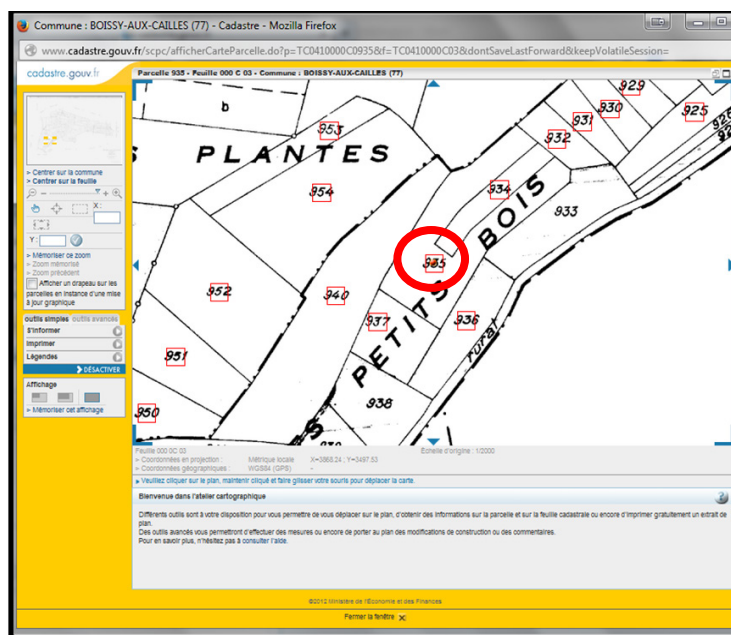 Commune : BOISSY-AUX-CAILLES (77) - Cadastre - Mozilla Firefox
www.cadastre.gouv.fr/scpc/afficherCarteParcelle.do?p=TC0410000C0935&f=TC0410000C03&dontSaveLastForward&keepVolatileSession=
cadastre.gouv.fr
Parcelle 935 - Feuille 000 C 03 - Commune : BOISSY-AUX-CAILLES (77)
> Centrer sur la commune
> Centrer sur la feuille
X:
Y:
> Mémoriser ce zoom
> Zoom mémorisé
> Zoom précédent
Afficher un drapeau sur les
parcelles en instance d'une mise
à jour graphique
outils simples outils avancés
S'informer
Imprimer
Légendes
DÉSACTIVER
Affichage
> Mémoriser cet affichage
b
953
929
930
931
925
926
932
S PLANTES
954
934
933
PETITS BOIS
935
952
940
937
936
rural
951
938
950
S
Feuille 000 0C 03
Echelle d'origine : 1/2000
> Coordonnées en projection : Métrique locale X=3868.24 ; Y=3497.53
> Coordonnées géographiques : WGS84 (GPS) -
Veuillez cliquer sur le plan, maintenir cliqué et faire glisser votre souris pour déplacer la carte.
Bienvenue dans l'atelier cartographique
Différents outils sont à votre disposition pour vous permettre de vous déplacer sur le plan, d'obtenir des informations sur la parcelle et sur la feuille cadastrale ou encore d'imprimer gratuitement un extrait de
plan.
Des outils avancés vous permettront d'effectuer des mesures ou encore de porter au plan des modifications de construction ou des commentaires.
Pour en savoir plus, n'hésitez pas à consulter l'aide.
©2012 Ministère de l'Économie et des Finances
Fermer la fenêtre